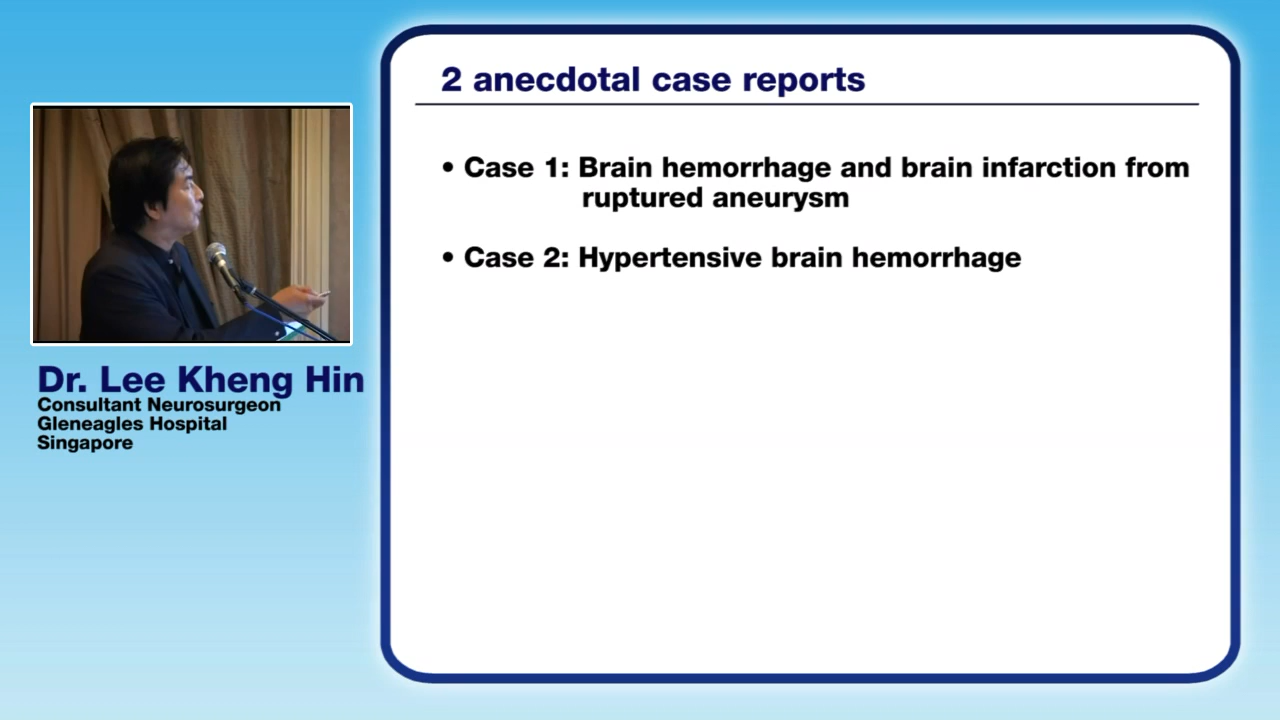 2 anecdotal case reports
• Case 1: Brain hemorrhage and brain infarction from
ruptured aneurysm
• Case 2: Hypertensive brain hemorrhage
Dr. Lee Kheng Hin
Consultant Neurosurgeon
Gleneagles Hospital
Singapore